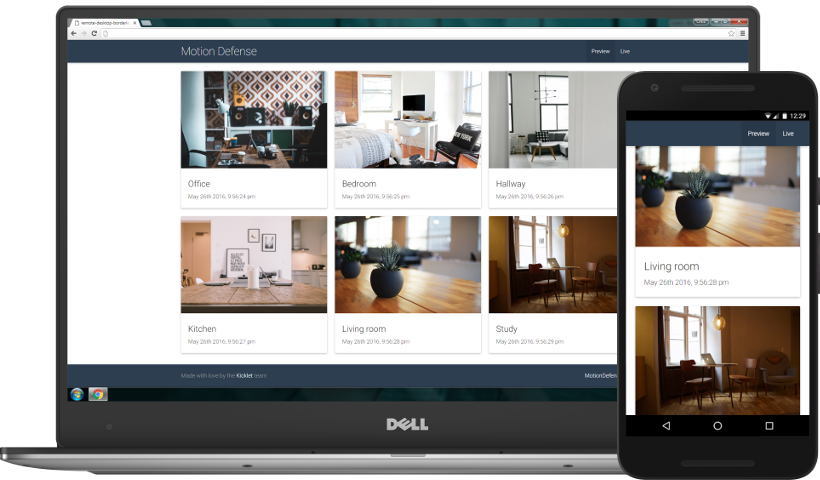 remote-desktop-borderle
Motion Defense
Preview Live
Office
May 26th 2016, 9:56:24 pm
Bedroom
May 26th 2016, 9:56:25 pm
Hallway
May 26th 2016, 9:56:26 pm
NEW YORK
Kitchen
May 26th 2016, 9:56:27 pm
Living room
May 26th 2016, 9:56:28 pm
Study
May 26th 2016, 9:56:29 pm
Made with love by the Kicklet team
MotionDefen
DELL
12:29
Preview Live
Living room
May 26th 2016, 9:56:28 pm